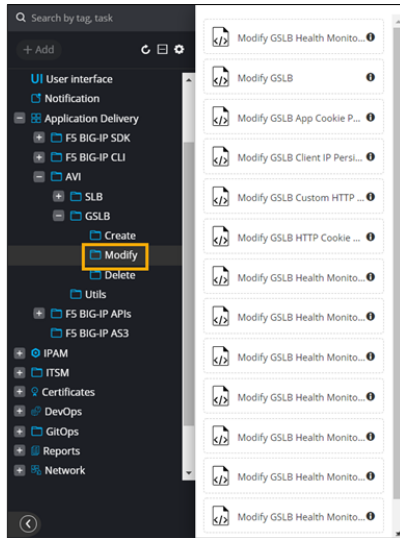 Search by tag, task
+ Add
UI User interface
Notification
Application Delivery
F5 BIG-IP SDK
F5 BIG-IP CLI
AVI
SLB
GSLB
Create
Modify
Delete
Utils
F5 BIG-IP APIs
F5 BIG-IP AS3
IPAM
ITSM
Certificates
DevOps
GitOps
Reports
Network
Modify GSLB Health Monito...
Modify GSLB
Modify GSLB App Cookie P...
Modify GSLB Client IP Persi...
Modify GSLB Custom HTTP ...
Modify GSLB HTTP Cookie ...
Modify GSLB Health Monito...
Modify GSLB Health Monito...
Modify GSLB Health Monito...
Modify GSLB Health Monito...
Modify GSLB Health Monito...
Modify GSLB Health Monito...
Modify GSLB Health Monito...